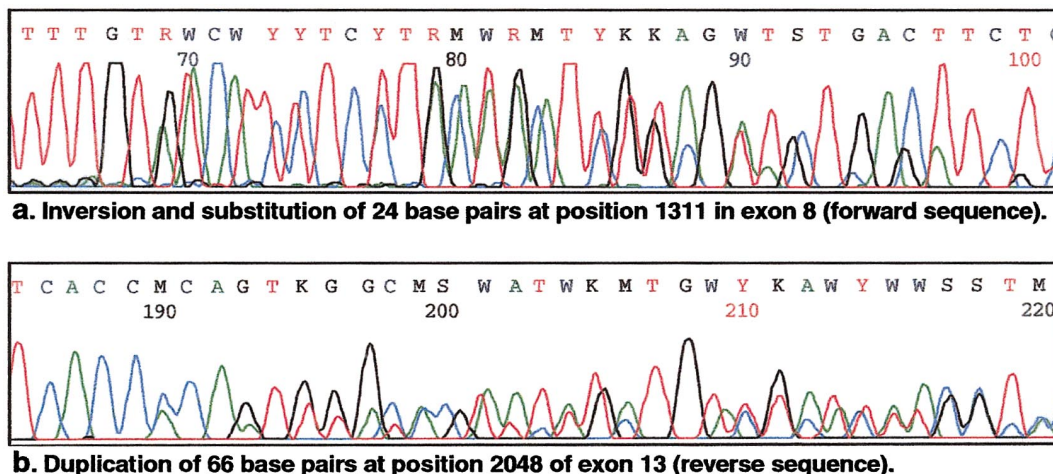 T T T G T R W C W Y Y T C Y T R M W R M T Y K K A G W T S T G A C T T C T
70 80 90 100
a. Inversion and substitution of 24 base pairs at position 1311 in exon 8 (forward sequence).
T C A C C M C A G T K G G C M S W A T W K M T G W Y K A W Y W W S S T M
190 200 210 220
b. Duplication of 66 base pairs at position 2048 of exon 13 (reverse sequence).